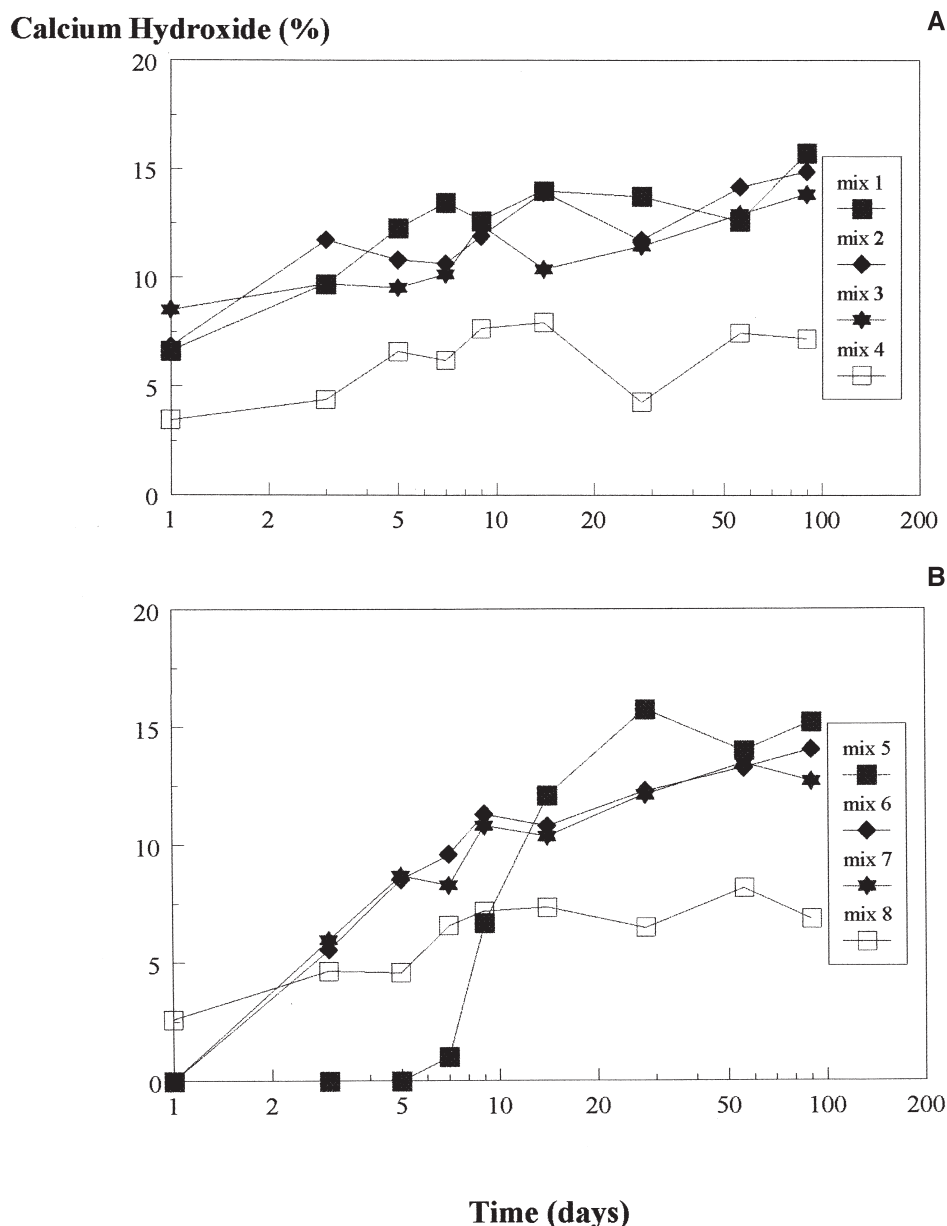 Calcium Hydroxide (%)
A
20
15
10
5
0
1 2 5 10 20 50 100 200
mix 1
mix 2
mix 3
mix 4
B
20
15
10
5
0
1 2 5 10 20 50 100 200
mix 5
mix 6
mix 7
mix 8
Time (days)